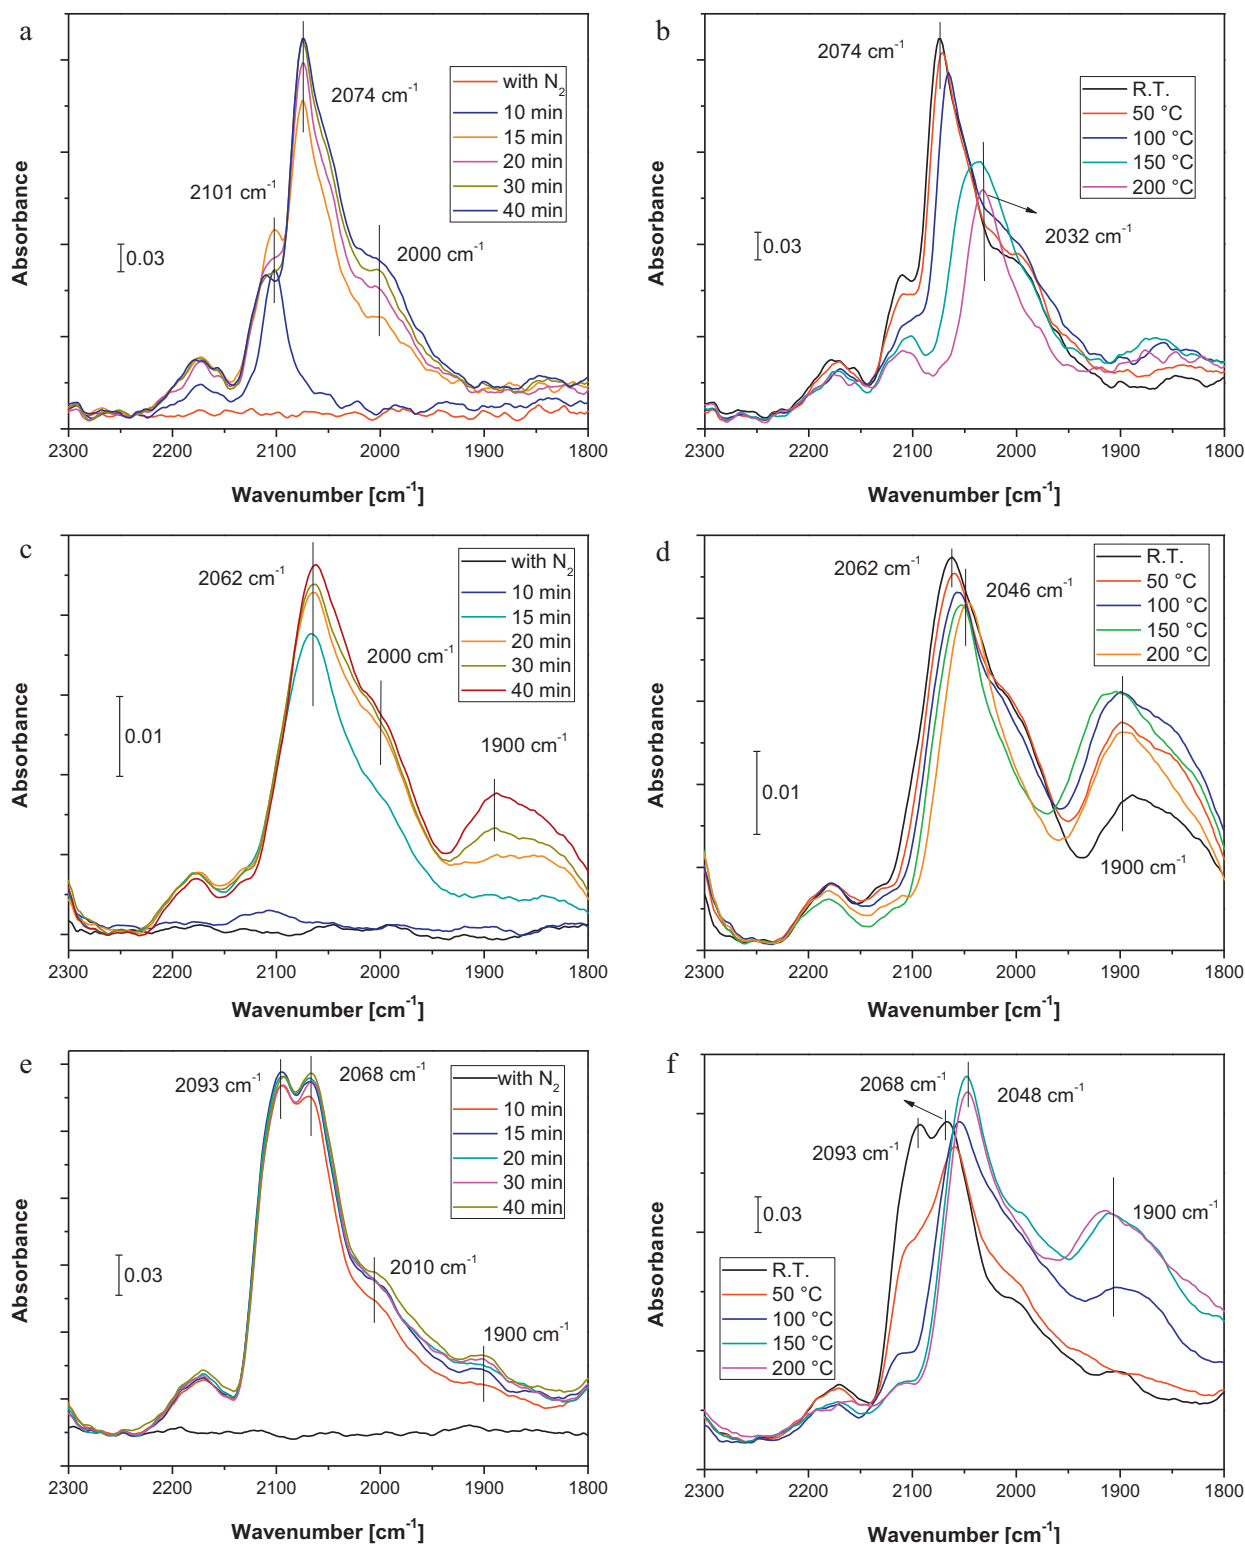 a
2074 cm-1
2101 cm-1
2000 cm-1
0.03
with N2
10 min
15 min
20 min
30 min
40 min
Absorbance
2300 2200 2100 2000 1900 1800
Wavenumber [cm-1]
b
2074 cm-1
2032 cm-1
0.03
R.T.
50 °C
100 °C
150 °C
200 °C
Absorbance
2300 2200 2100 2000 1900 1800
Wavenumber [cm-1]
c
2062 cm-1
2000 cm-1
1900 cm-1
0.01
with N2
10 min
15 min
20 min
30 min
40 min
Absorbance
2300 2200 2100 2000 1900 1800
Wavenumber [cm-1]
d
2062 cm-1
2046 cm-1
1900 cm-1
0.01
R.T.
50 °C
100 °C
150 °C
200 °C
Absorbance
2300 2200 2100 2000 1900 1800
Wavenumber [cm-1]
e
2093 cm-1
2068 cm-1
2010 cm-1
1900 cm-1
0.03
with N2
10 min
15 min
20 min
30 min
40 min
Absorbance
2300 2200 2100 2000 1900 1800
Wavenumber [cm-1]
f
2068 cm-1
2048 cm-1
2093 cm-1
1900 cm-1
0.03
R.T.
50 °C
100 °C
150 °C
200 °C
Absorbance
2300 2200 2100 2000 1900 1800
Wavenumber [cm-1]